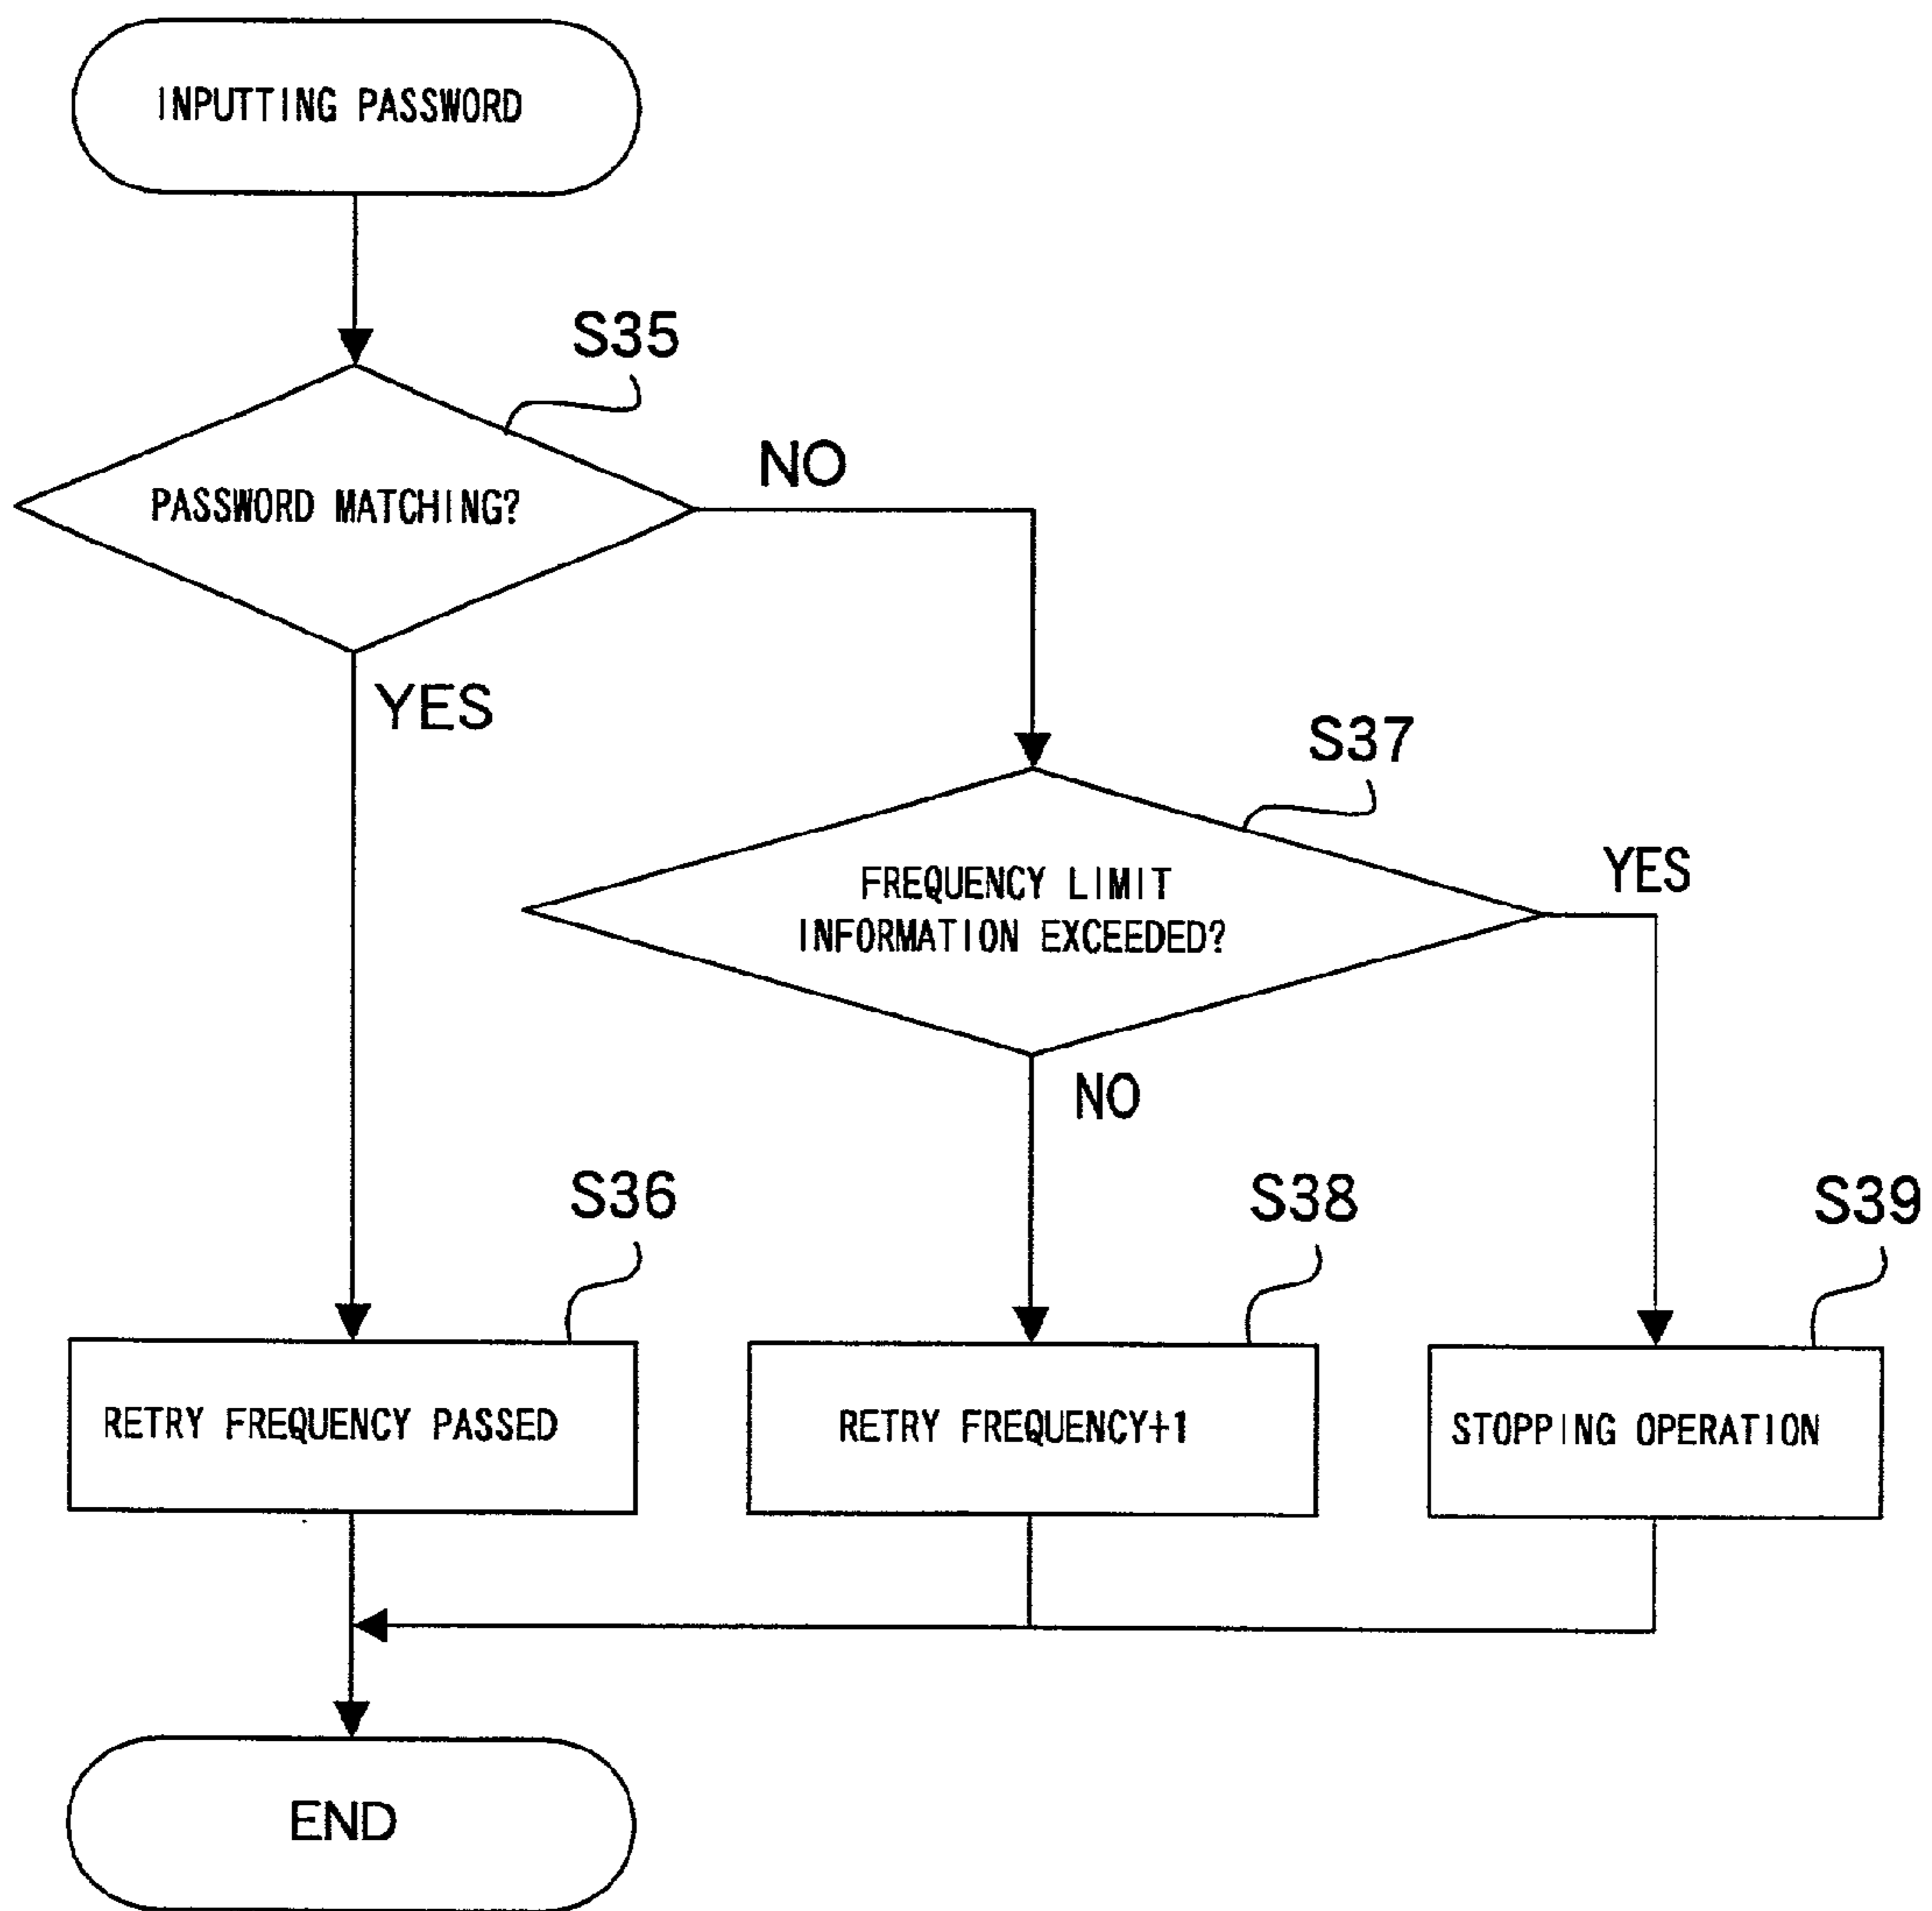 INPUTTING PASSWORD
S35
PASSWORD MATCHING?
NO
YES
S37
FREQUENCY LIMIT
INFORMATION EXCEEDED?
YES
NO
S36
S38
S39
RETRY FREQUENCY PASSED
RETRY FREQUENCY+1
STOPPING OPERATION
END